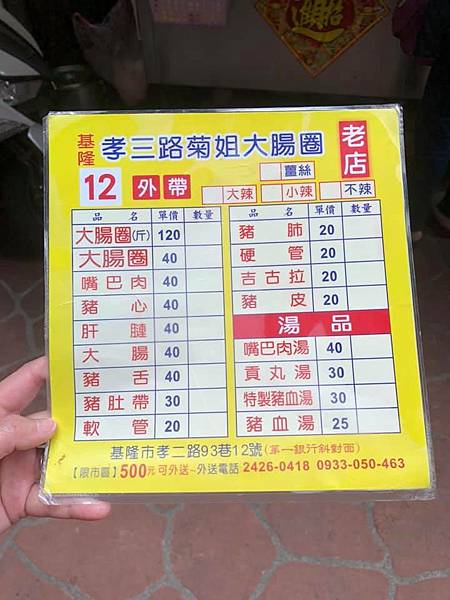 基隆 孝三路菊姐大腸圈 老店
12 外帶 薑絲
大辣 小辣 不辣
品名 單價 數量
大腸圈(斤) 120
大腸圈 40
嘴巴肉 40
豬心 40
肝膁 40
大腸 40
豬舌 40
豬肚帶 30
軟管 20
品名 單價 數量
豬肺 20
硬管 20
吉古拉 20
豬皮 20
湯品
嘴巴肉湯 40
貢丸湯 30
特製豬血湯 30
豬血湯 25
基隆市孝二路93巷12號(第一銀行斜對面)
【限市區】500元可外送~外送電話 2426-0418 0933-050-463